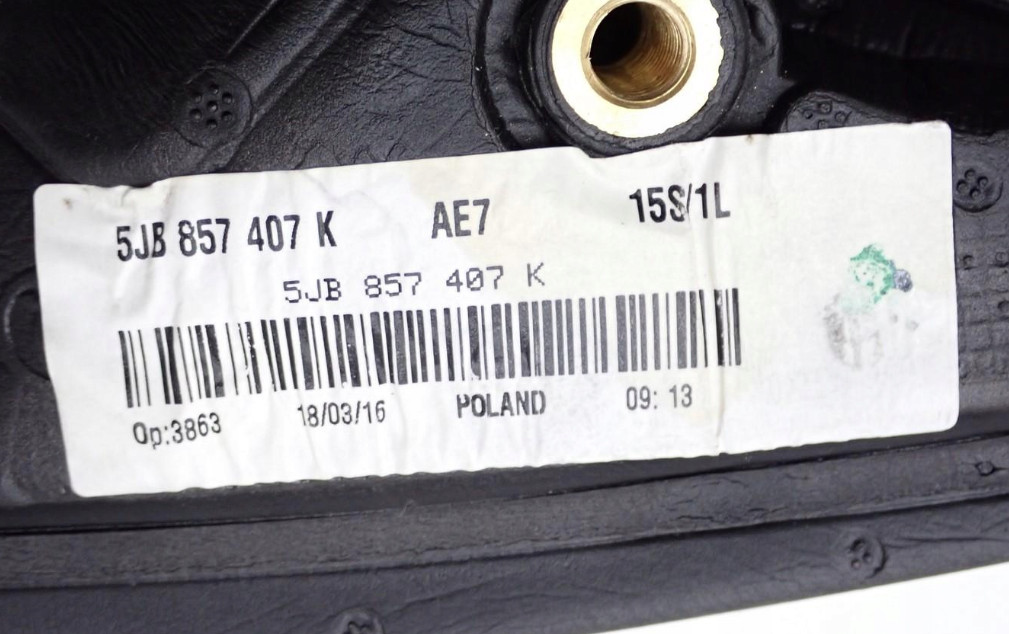 5JB 857 407 K AE7 15S/1L
5JB 857 407 K
Op:3863 18/03/16 POLAND 09: 13